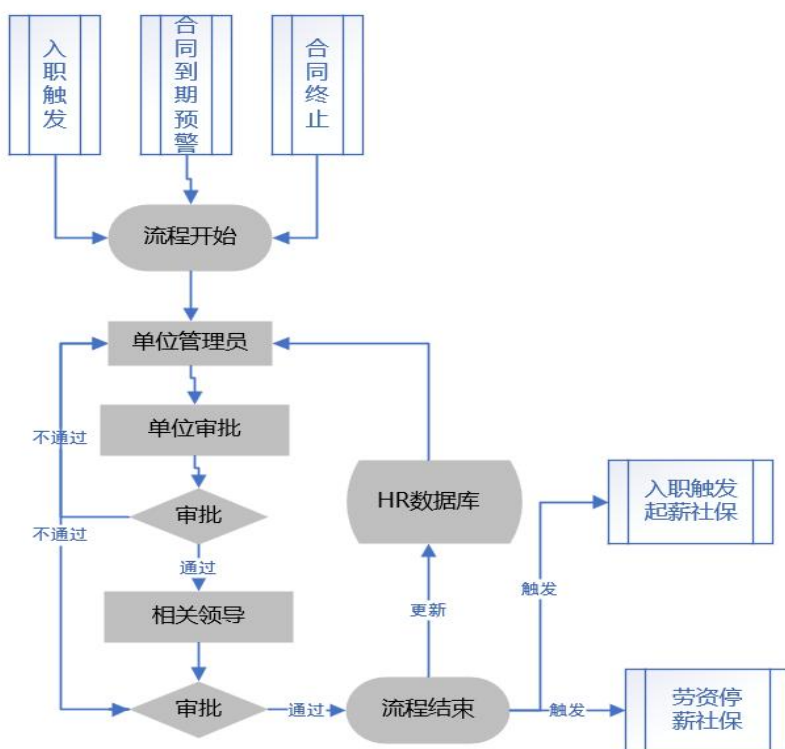 入职触发
合同到期预警
合同终止
流程开始
单位管理员
单位审批
不通过
审批
不通过
通过
相关领导
审批
通过
流程结束
更新
HR数据库
触发
入职触发
起薪社保
触发
劳资停
薪社保